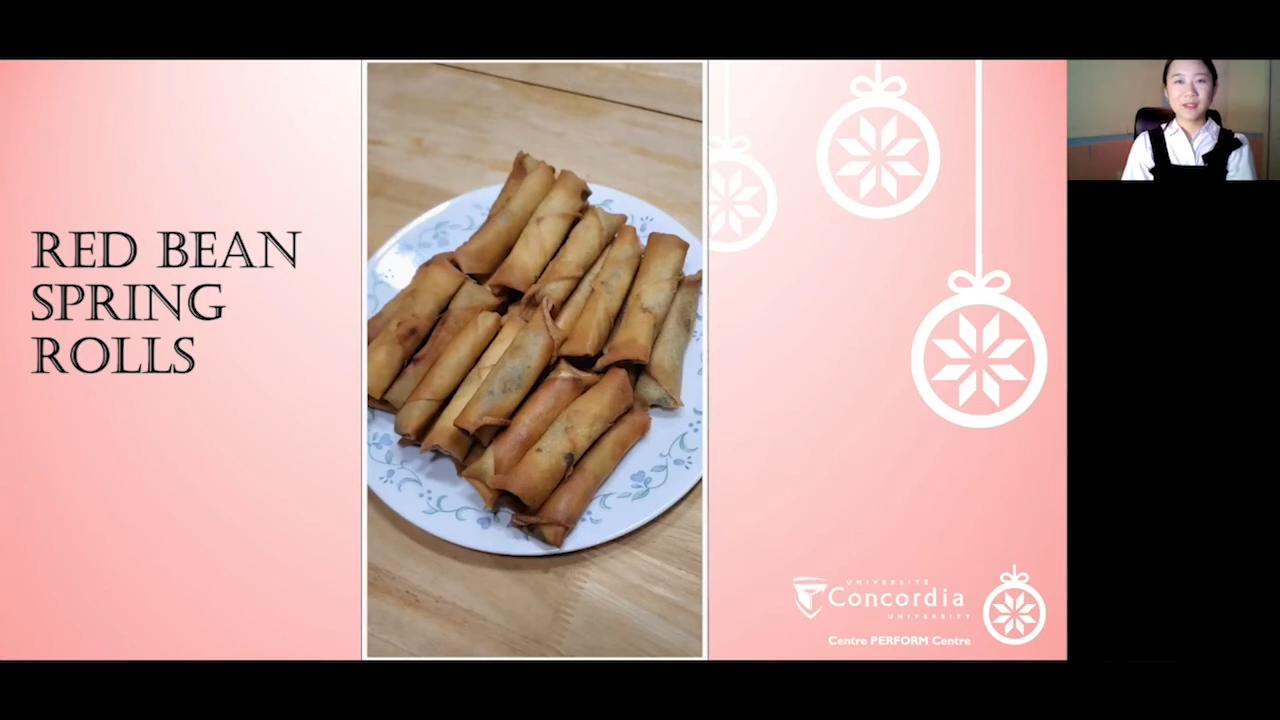 RED BEAN
SPRING
ROLLS
UNIVERSITÉ
Concordia
UNIVERSITY
Centre PERFORM Centre